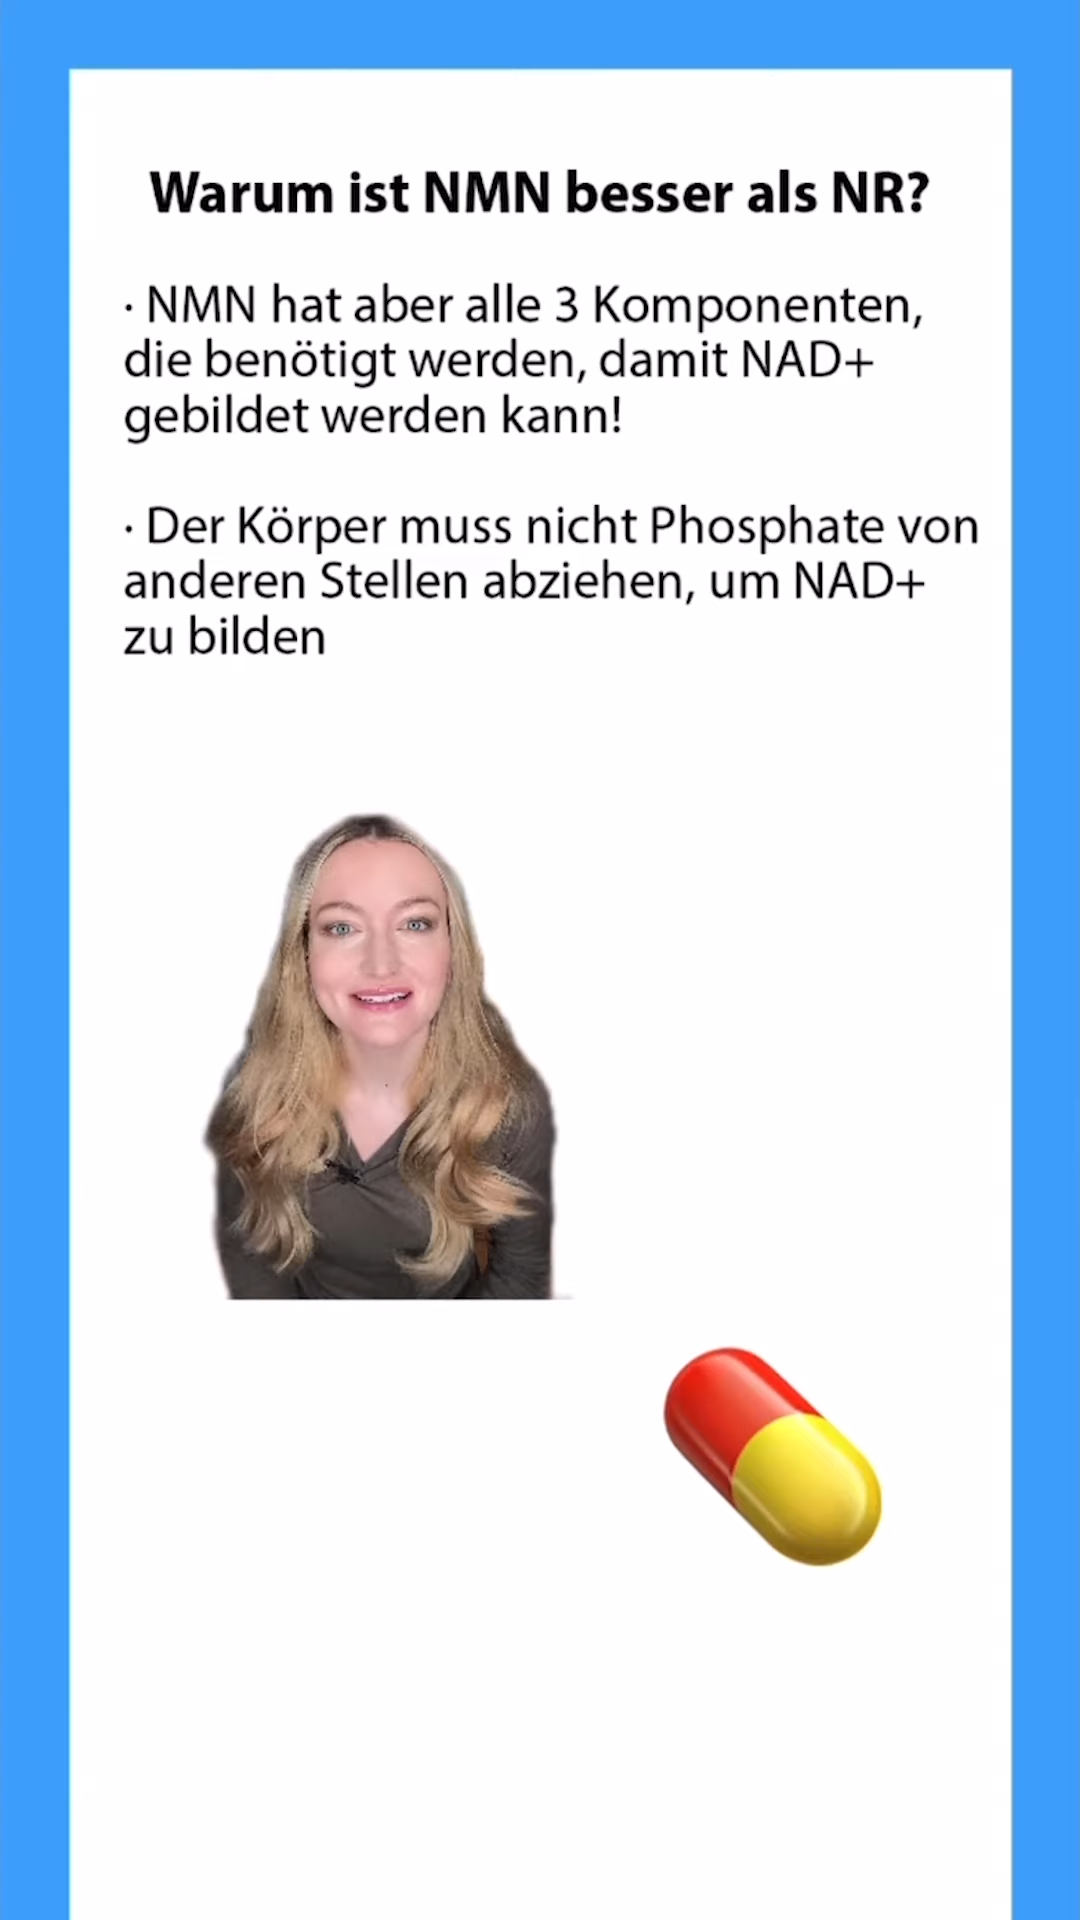 Warum ist NMN besser als NR?
· NMN hat aber alle 3 Komponenten,
die benötigt werden, damit NAD+
gebildet werden kann!
· Der Körper muss nicht Phosphate von
anderen Stellen abziehen, um NAD+
zu bilden